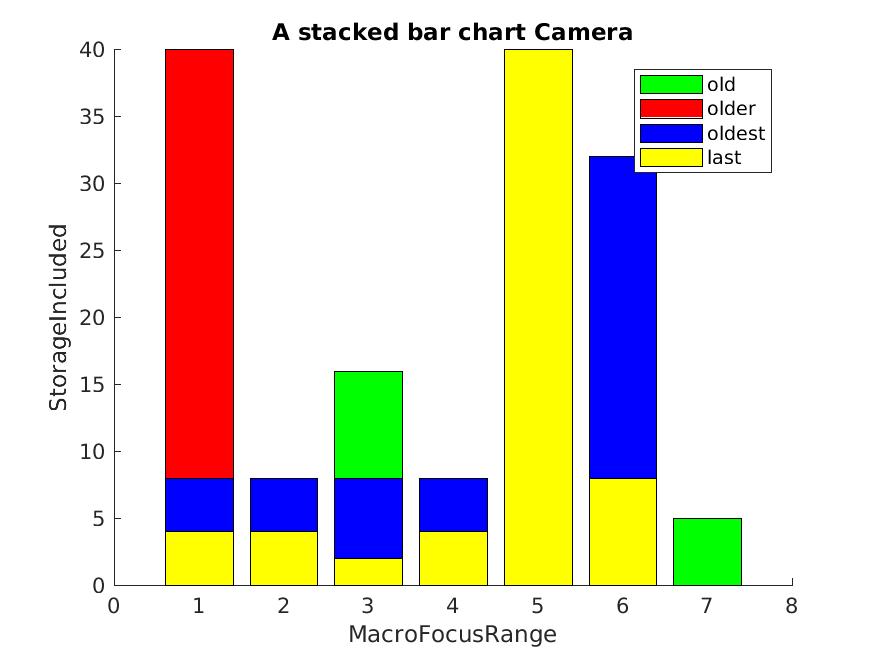 A stacked bar chart Camera
old
older
oldest
last
StorageIncluded
40
35
30
25
20
15
10
5
0
0 1 2 3 4 5 6 7 8
MacroFocusRange